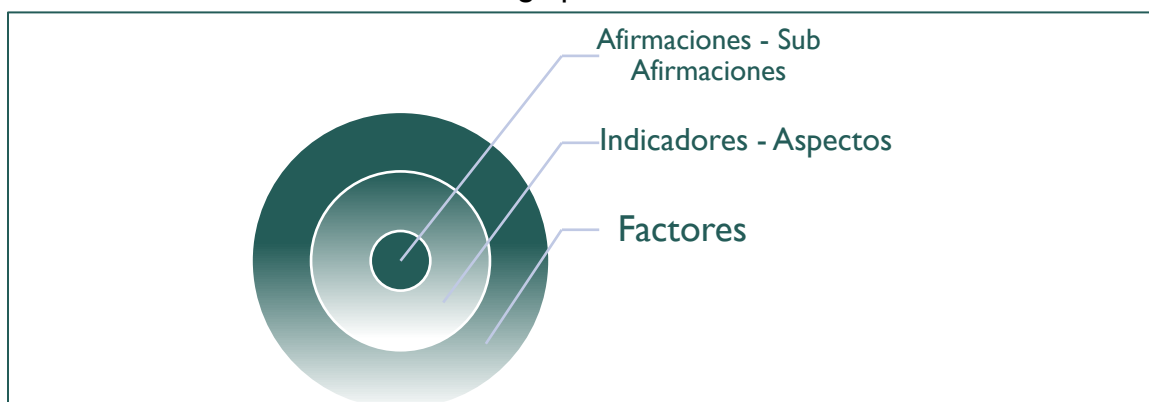 Afirmaciones - Sub
Afirmaciones
Indicadores - Aspectos
Factores